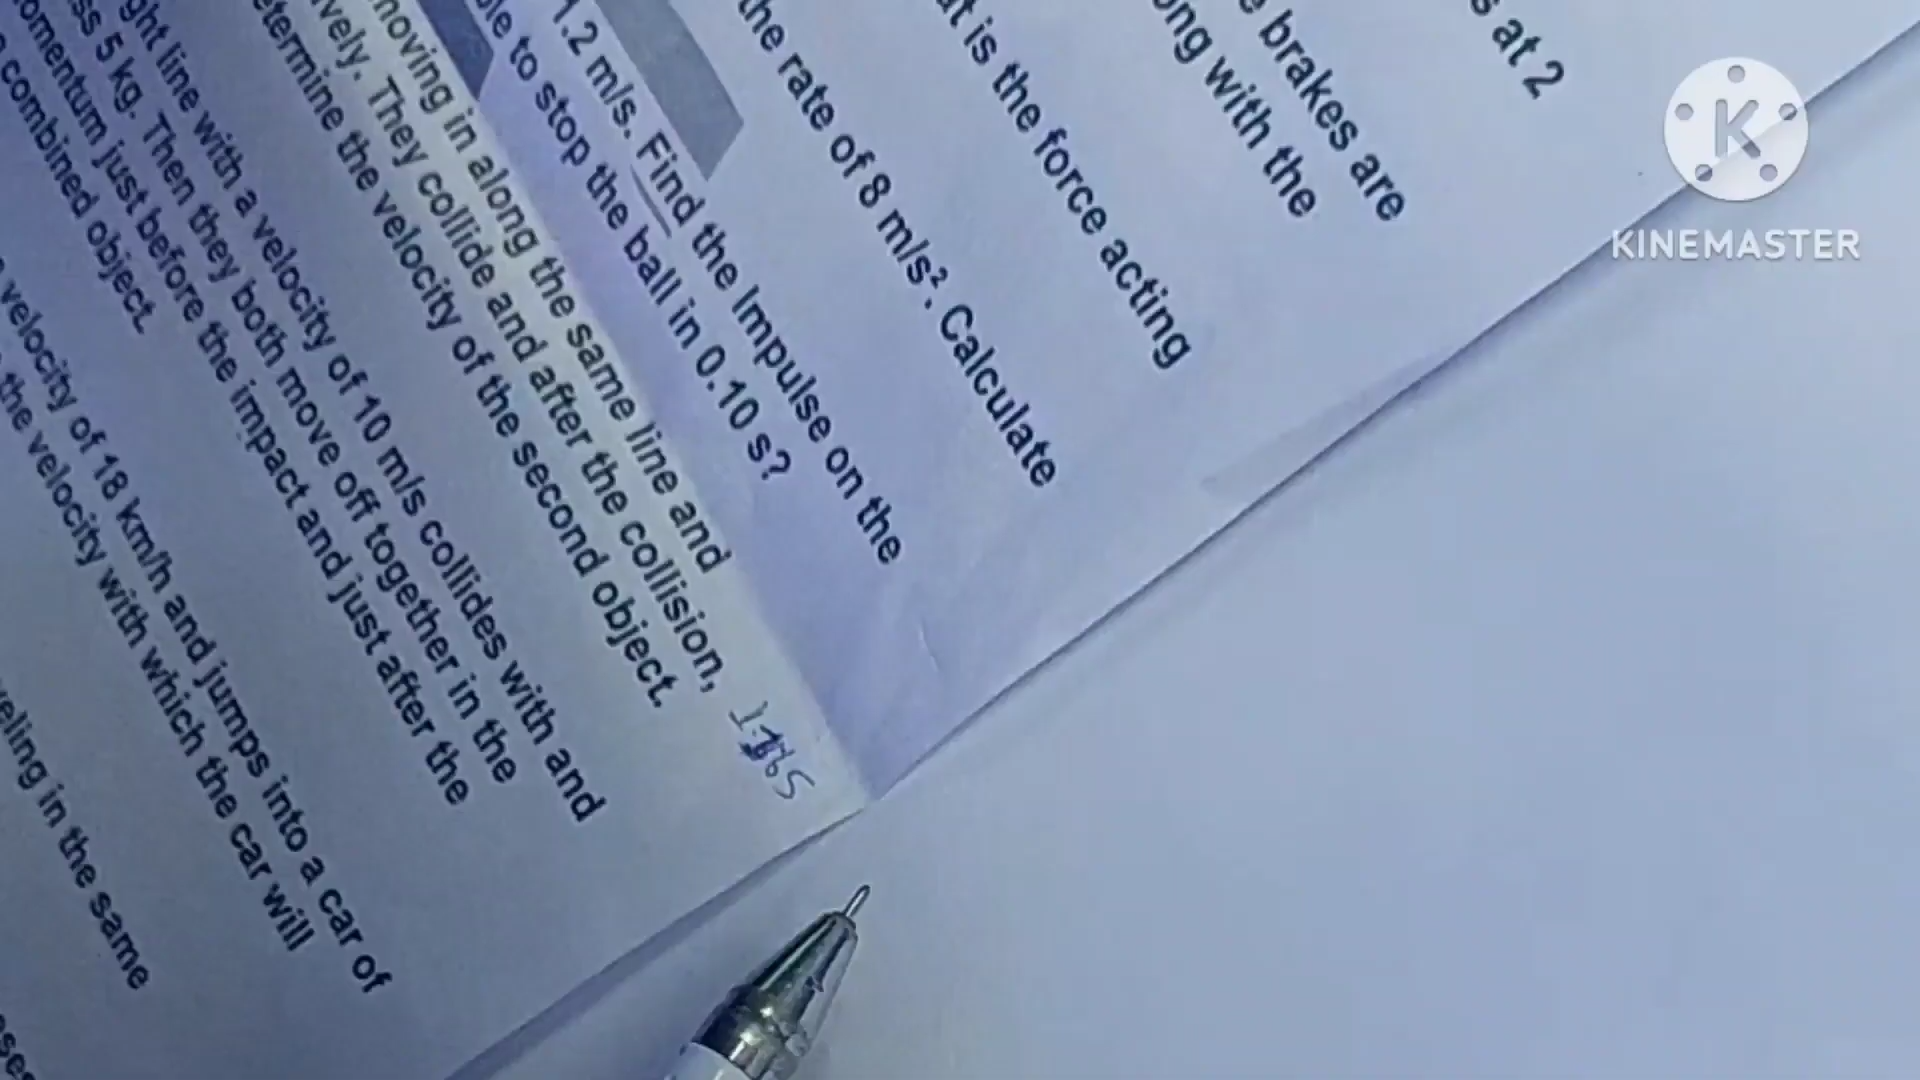 s at 2
e brakes are
ong with the
at is the force acting
the rate of 8 m/s². Calculate
1.2 m/s. Find the Impulse on the
ble to stop the ball in 0.10 s?
moving in along the same line and
ively. They collide and after the collision,
etermine the velocity of the second object.
ght line with a velocity of 10 m/s collides with and
ss 5 kg. Then they both move off together in the
omentum just before the impact and just after the
combined object.
velocity of 18 km/h and jumps into a car of
the velocity with which the car will
veling in the same
KINEMASTER